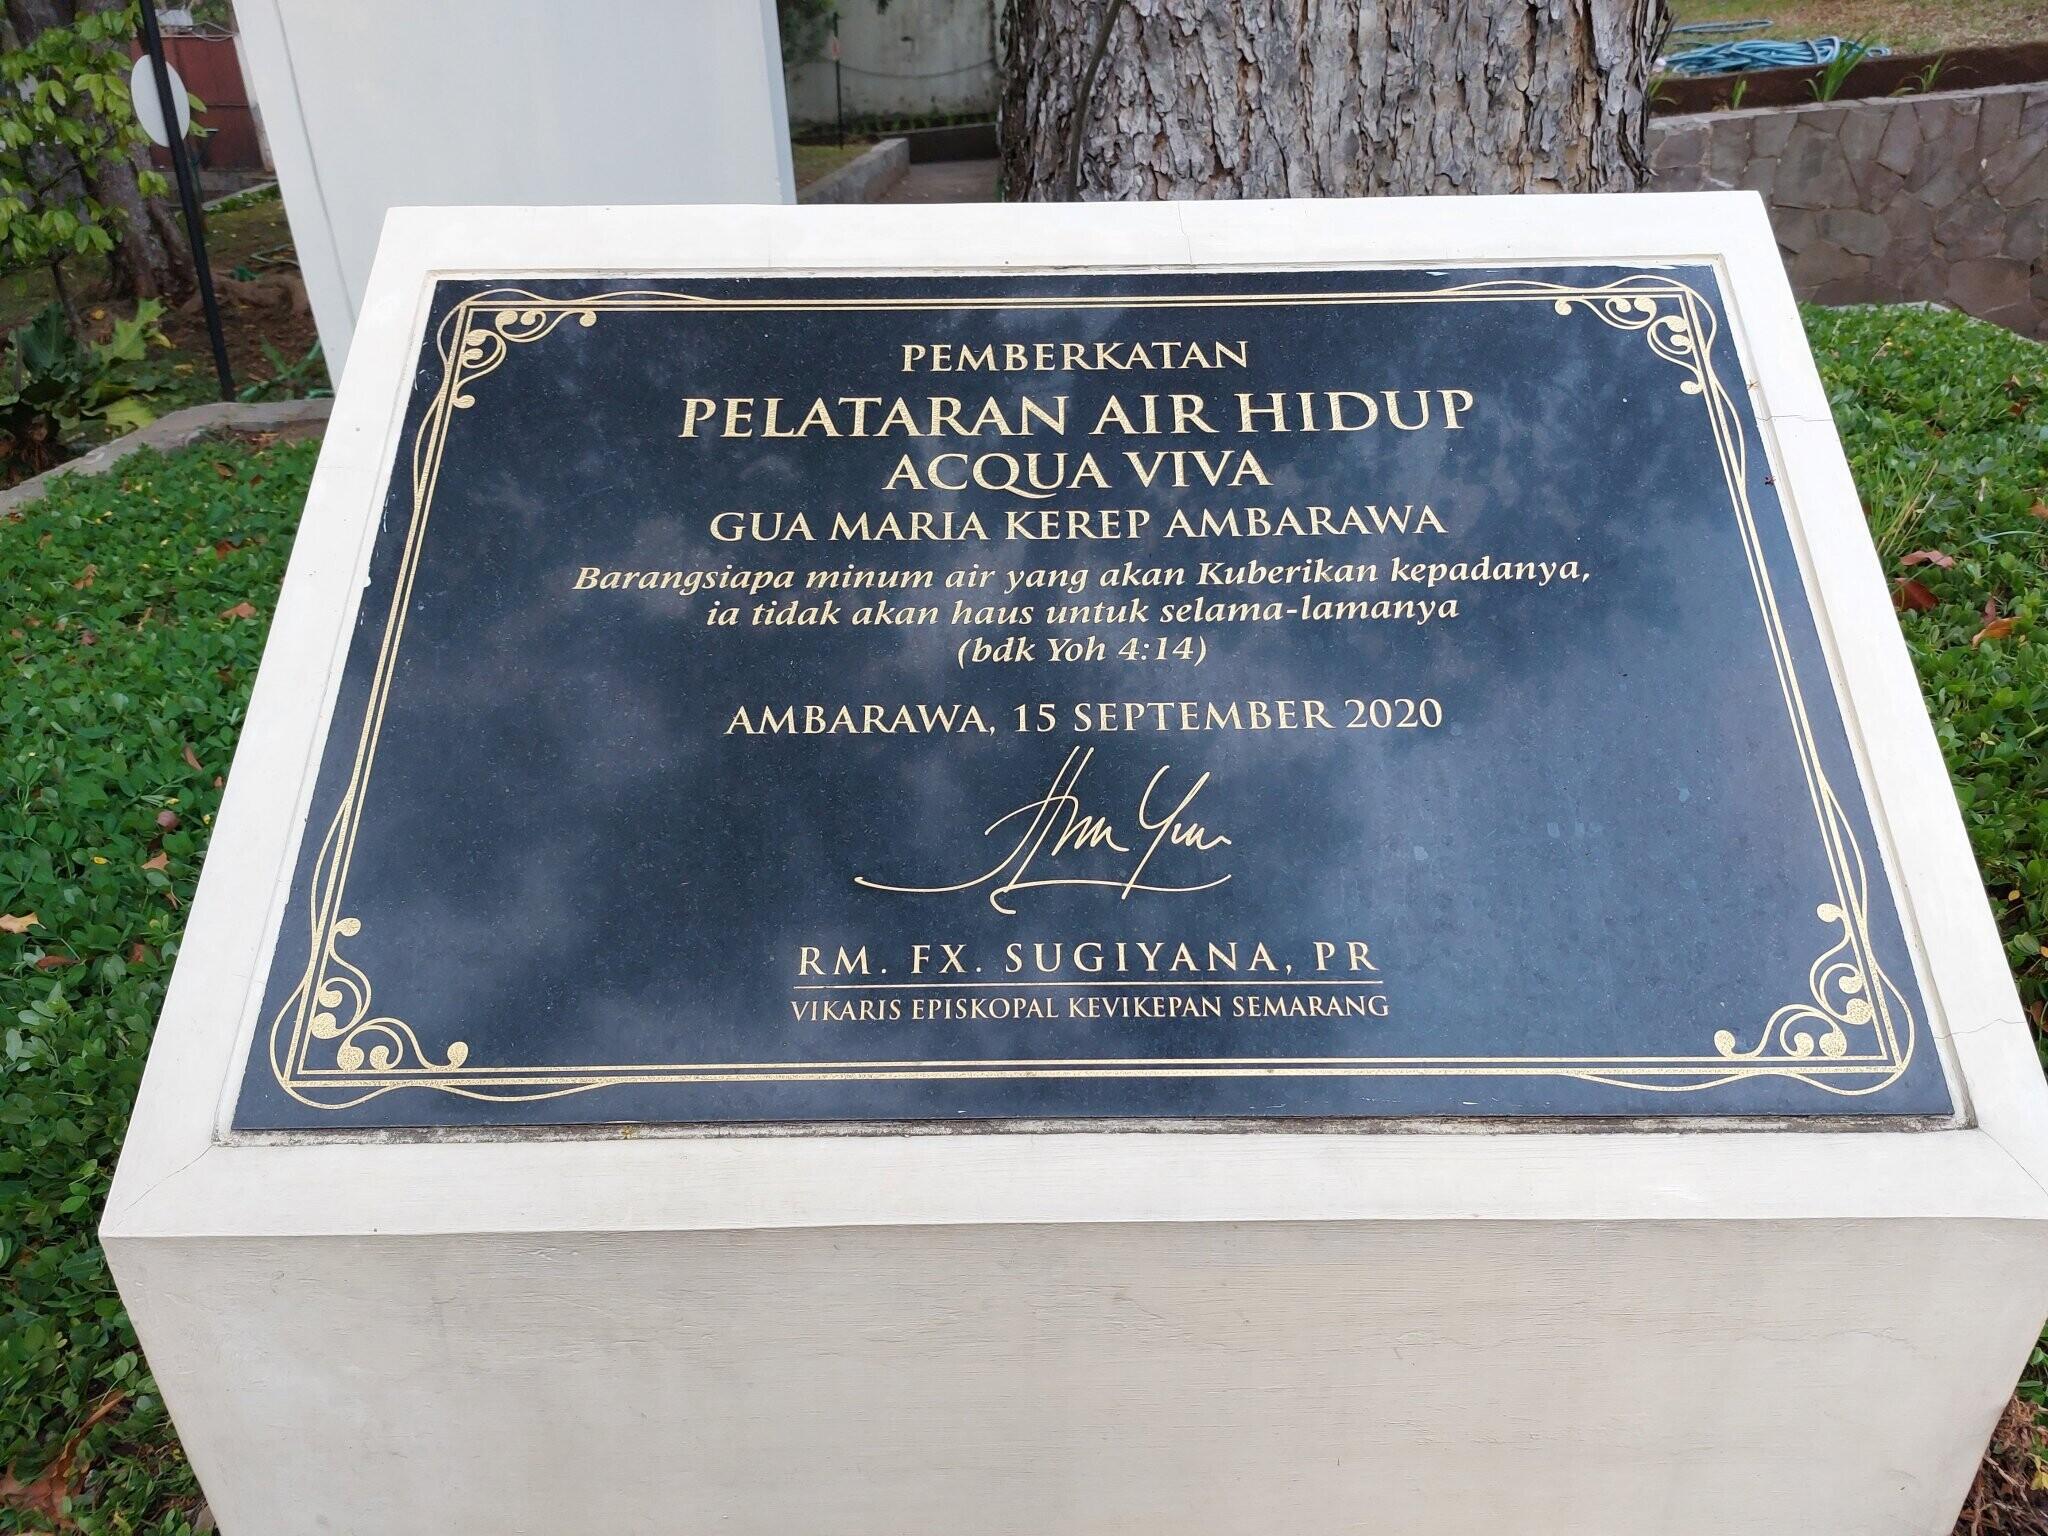 PEMBERKATAN
PELATARAN AIR HIDUP
ACQUA VIVA
GUA MARIA KEREP AMBARAWA
Barangsiapa minum air yang akan Kuberikan kepadanya,
ia tidak akan haus untuk selama-lamanya
(bdk Yoh 4:14)
AMBARAWA, 15 SEPTEMBER 2020
RM. FX. SUGIYANA, PR
VIKARIS EPISKOPAL KEVIKEPAN SEMARANG